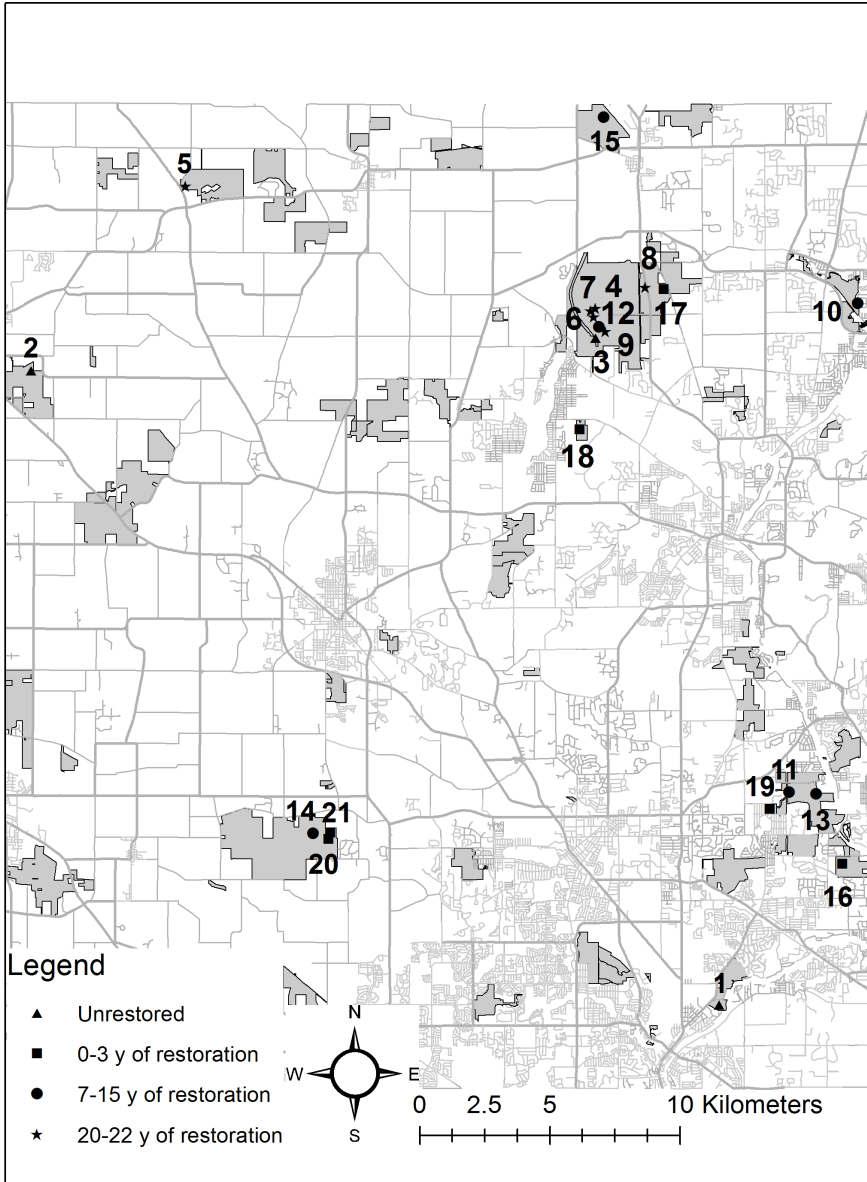 15
5
8
7 4
10
6 12 17
2
9
3
18
11
19
14 21
13
20
16
1
Legend
Unrestored
0-3 y of restoration
7-15 y of restoration
20-22 y of restoration
N
W E
S
0 2.5 5 10 Kilometers